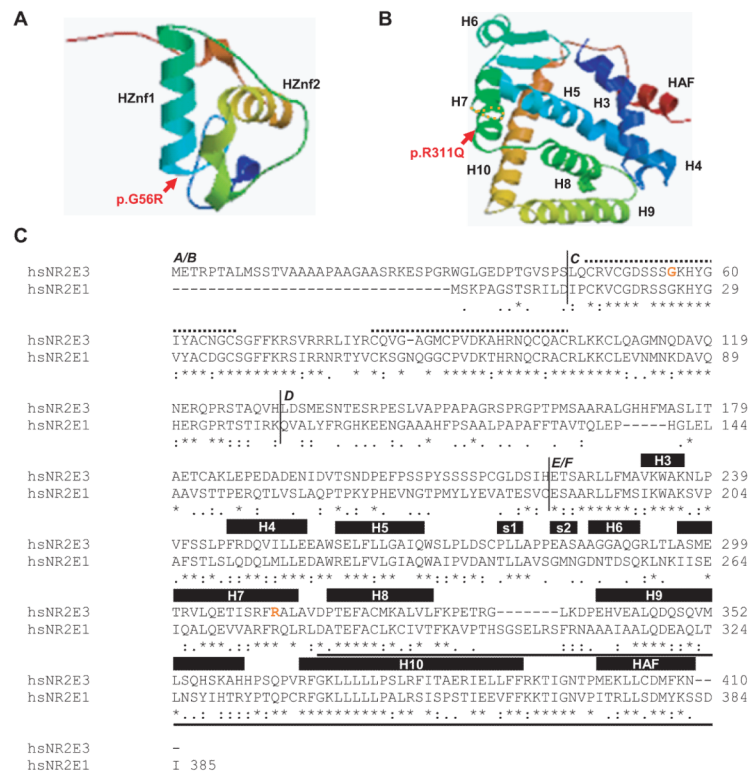 A
HZnf1
HZnf2
p.G56R
B
H6
H7
H5
H3
HAF
p.R311Q
H10
H8
H4
H9
C
A/B
C
hsNR2E3 METRPTALMSSTVAAAAPAAGAASRKESPGRWGLGEDPTGVSPSLQCRVCGDSSSGKHYG 60
hsNR2E1 -------------------------------MSKPAGSTSRILDIPCKVCGDRSSGKHYG 29
hsNR2E3 IYACNGCSGFFKRSVRRRLIYRCQVG-AGMCPVDKAHRNQCQACRLKKCLQAGMNQDAVQ 119
hsNR2E1 VYACDGCSGFFKRSIRRNRTYVCKSGNQGGCPVDKTHRNQCRACRLKKCLEVNMNKDAVQ 89
D
hsNR2E3 NERQPRSTAQVHLDSMESNTESRPESLVAPPAPAGRSPRGPTPMSAARALGHHFMASLIT 179
hsNR2E1 HERGPRTSTIRKQVALYFRGHKEENGAAAHFPSAALPAPAFFTAVTQLEP-----HGLEL 144
E/F
H3
hsNR2E3 AETCAKLEPEDADENIDVTSNDPEFPSSPYSSSSPCGLDSIHETSARLLFMAVKWAKNLP 239
hsNR2E1 AAVSTTPERQTLVSLAQPTPKYPHEVNGTPMYLYEVATESVCESAARLLFMSIKWAKSVP 204
H4 H5 s1 s2 H6
hsNR2E3 VFSSLPFRDQVILLEEAWSELFLLGAIQWSLPLDSCPLLAPPEASAAGGAQGRLTLASME 299
hsNR2E1 AFSTLSLQDQLMLLEDAWRELFVLGIAQWAIPVDANTLLAVSGMNGDNTDSQKLNKIISE 264
H7 H8 H9
hsNR2E3 TRVLQETISRFRALAVDPTEFACMKALVLFKPETRG-------LKDPEHVEALQDQSQVM 352
hsNR2E1 IQALQEVVARFRQLRLDATEFACLKCIVTFKAVPTHSGSELRSFRNAAAIAALQDEAQLT 324
H10 HAF
hsNR2E3 LSQHSKAHHPSQPVRFGKLLLLLPSLRFITAERIELLFFRKTIGNTPMEKLLCDMFKN-- 410
hsNR2E1 LNSYIHTRYPTQPCRFGKLLLLLPALRSISPSTIEEVFFKKTIGNVPITRLLSDMYKSSD 384
hsNR2E3 -
hsNR2E1 I 385